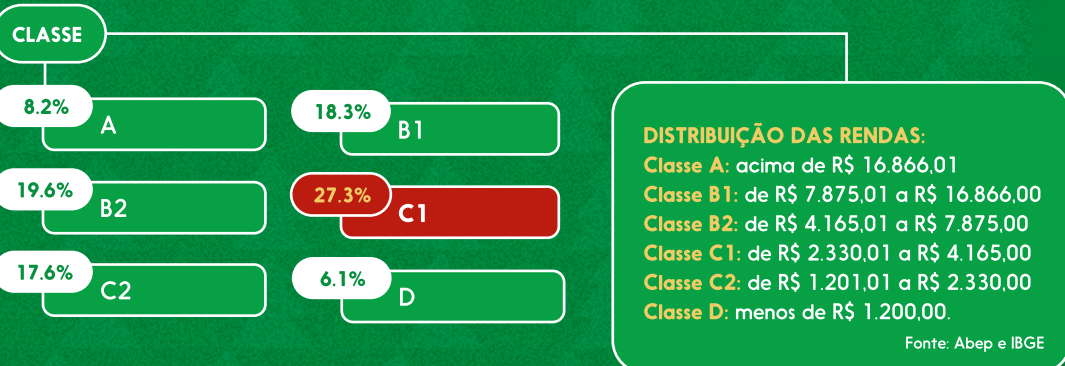 CLASSE
8.2%
A
18.3%
B1
19.6%
B2
27.3%
C1
17.6%
C2
6.1%
D
DISTRIBUIÇÃO DAS RENDAS:
Classe A: acima de R$ 16.866,01
Classe B1: de R$ 7.875,01 a R$ 16.866,00
Classe B2: de R$ 4.165,01 a R$ 7.875,00
Classe C1: de R$ 2.330,01 a R$ 4.165,00
Classe C2: de R$ 1.201,01 a R$ 2.330,00
Classe D: menos de R$ 1.200,00.
Fonte: Abep e IBGE